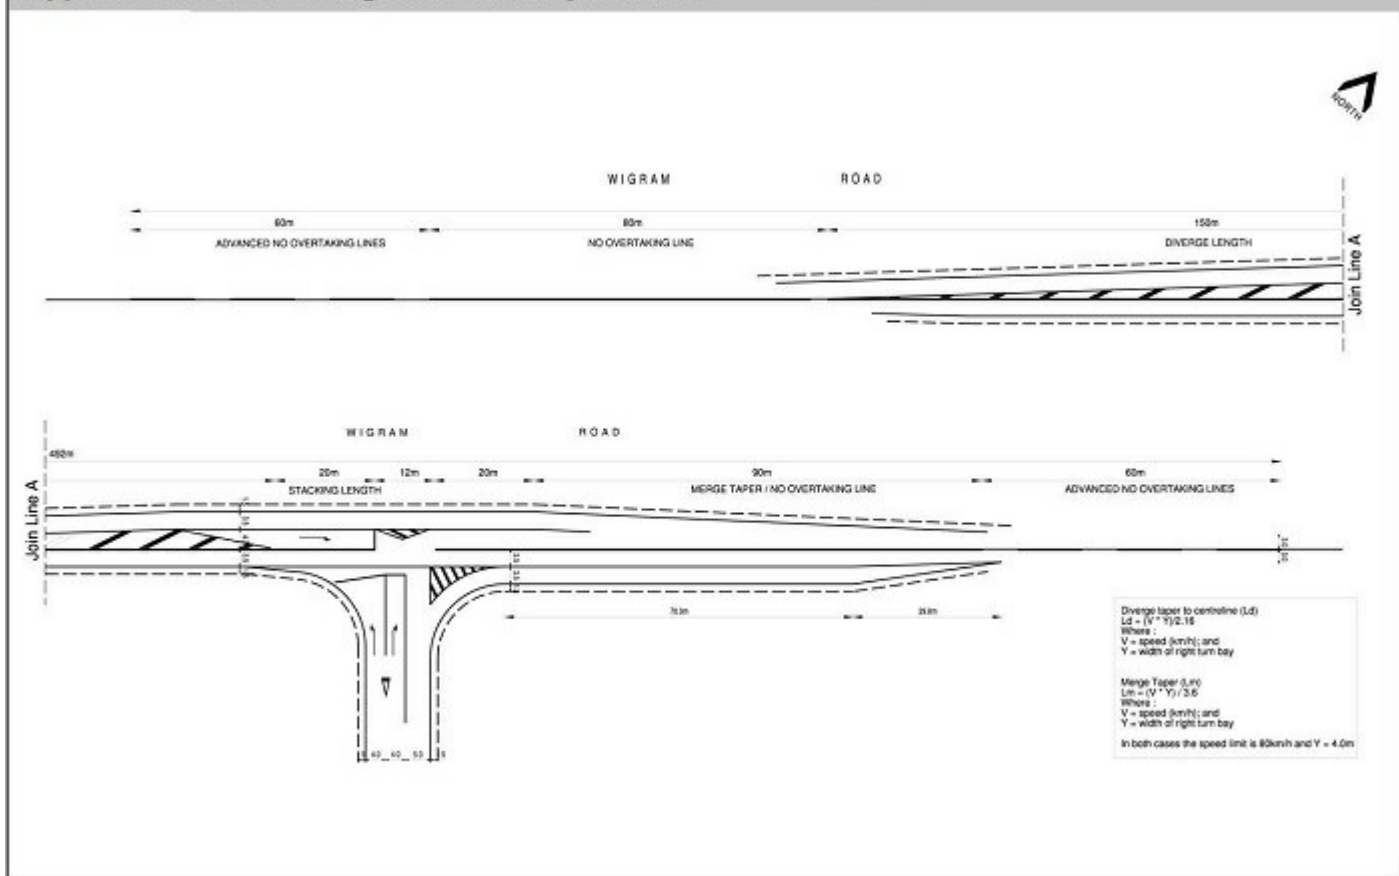 NORTH
WIGRAM ROAD
60m 80m 150m
ADVANCED NO OVERTAKING LINES NO OVERTAKING LINE DIVERGE LENGTH
Join Line A
WIGRAM ROAD
492m
20m 12m 20m 90m 60m
STACKING LENGTH MERGE TAPER / NO OVERTAKING LINE ADVANCED NO OVERTAKING LINES
Join Line A
Diverge taper to centreline (Ld)
Ld = (V * Y)/2.16
Where :
V = speed (km/h); and
Y = width of right turn bay
Merge Taper (Lm)
Lm = (V * Y) / 3.6
Where :
V = speed (km/h); and
Y = width of right turn bay
In both cases the speed limit is 80km/h and Y = 4.0m